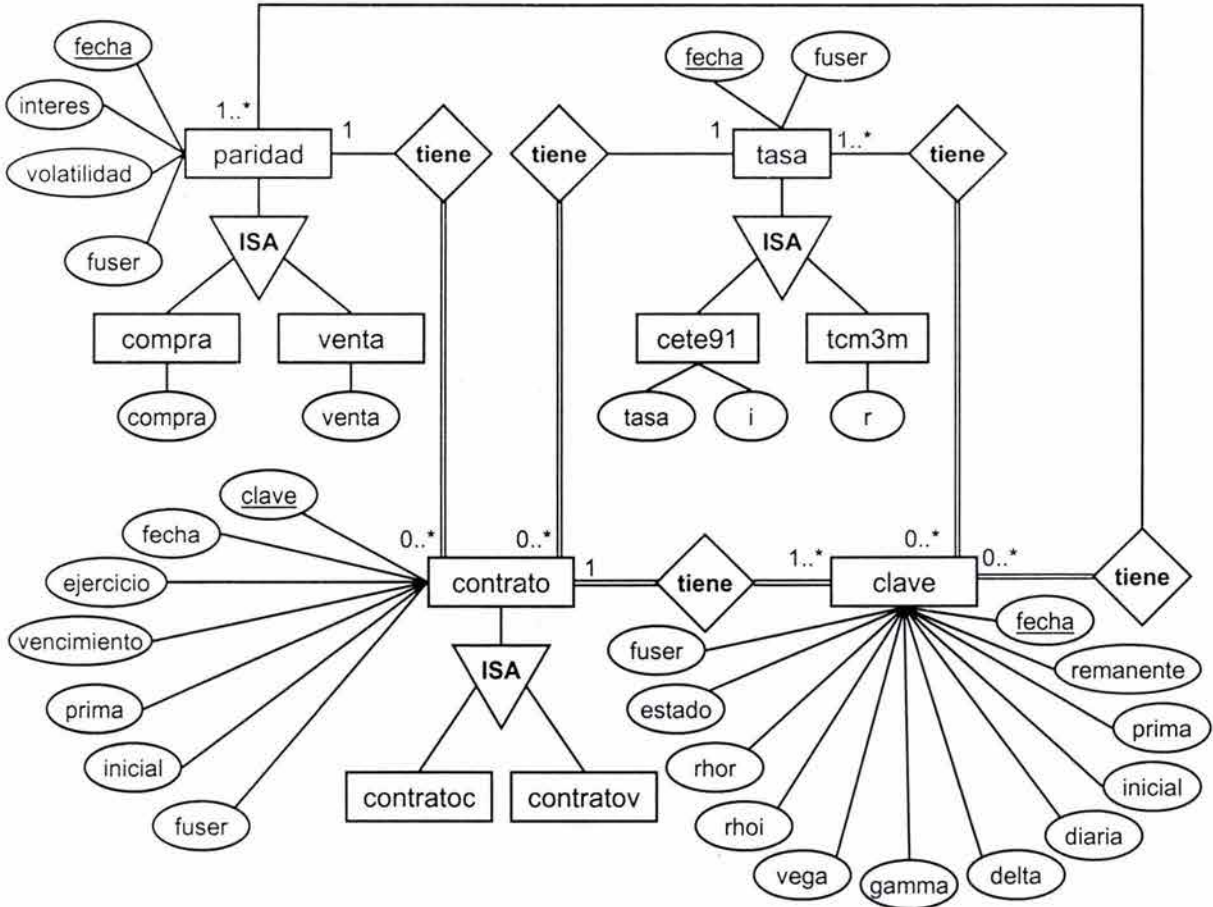 fecha
fecha
fuser
interes
1..*
1
1
1..*
paridad
tiene
tiene
tasa
tiene
volatilidad
fuser
ISA
ISA
compra
venta
cete91
tcm3m
compra
venta
tasa
i
r
clave
fecha
0..*
0..*
0..*
0..*
ejercicio
contrato
1
tiene
1..*
clave
tiene
vencimiento
fuser
fecha
ISA
remanente
prima
estado
prima
inicial
rhor
inicial
contratoc
contratov
fuser
rhoi
diaria
vega
gamma
delta